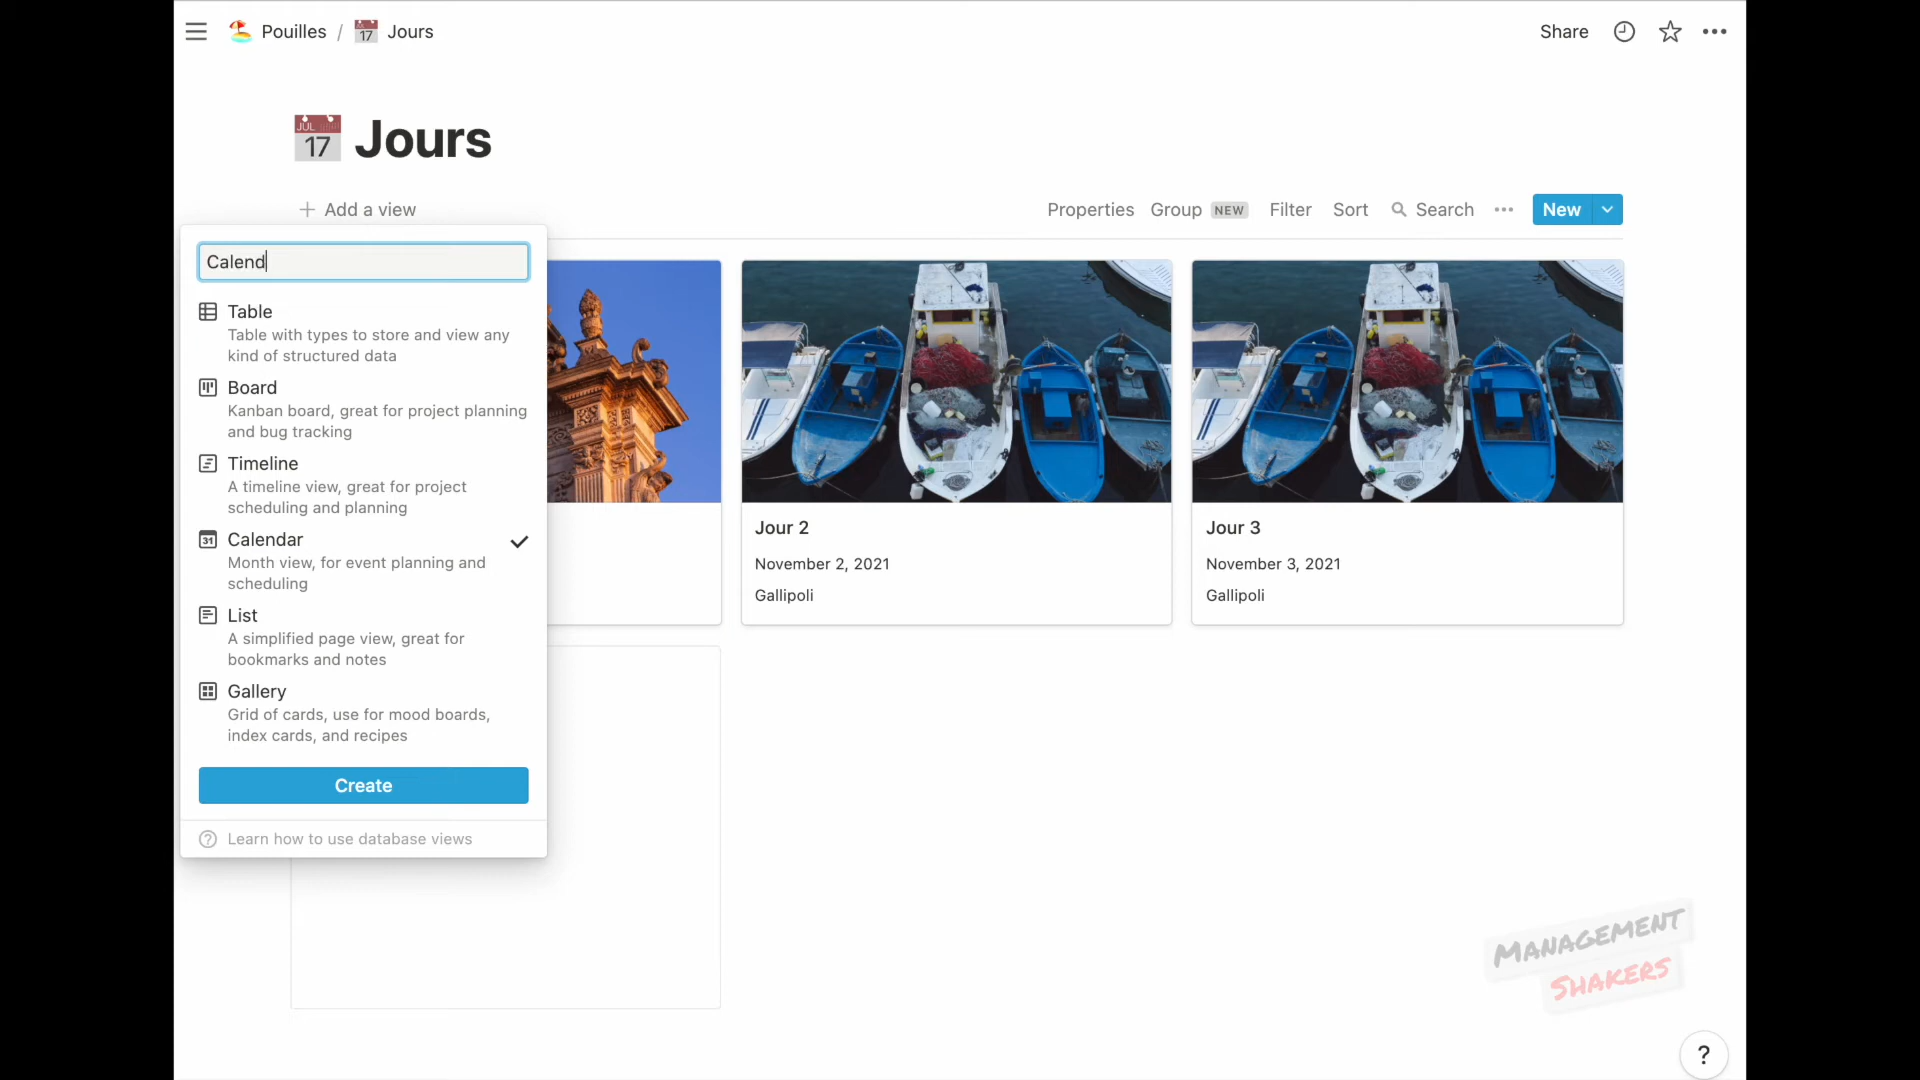 Pouilles / Jours
Share
Jours
Add a view
Properties Group NEW Filter Sort Search New
Calend
Table
Table with types to store and view any
kind of structured data
Board
Kanban board, great for project planning
and bug tracking
Timeline
A timeline view, great for project
scheduling and planning
Calendar
Month view, for event planning and
scheduling
List
A simplified page view, great for
bookmarks and notes
Gallery
Grid of cards, use for mood boards,
index cards, and recipes
Create
Learn how to use database views
Jour 2
November 2, 2021
Gallipoli
Jour 3
November 3, 2021
Gallipoli
MANAGEMENT
SHAKERS
?